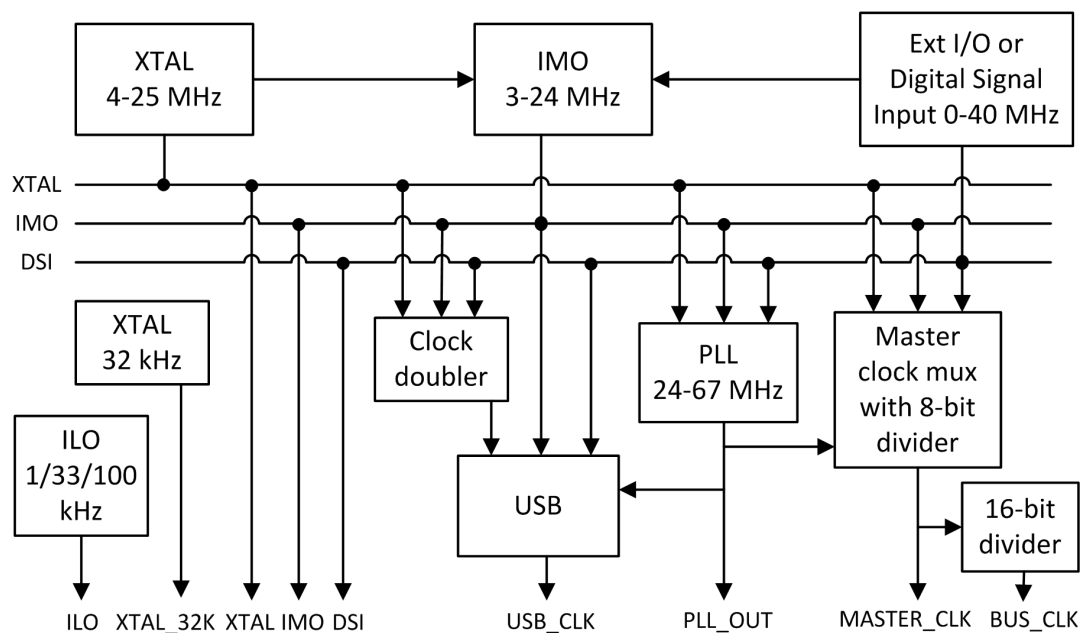 XTAL
4-25 MHz
IMO
3-24 MHz
Ext I/O or
Digital Signal
Input 0-40 MHz
XTAL
IMO
DSI
XTAL
32 kHz
Clock
doubler
PLL
24-67 MHz
Master
clock mux
with 8-bit
divider
ILO
1/33/100
kHz
USB
16-bit
divider
ILO XTAL_32K XTAL IMO DSI USB_CLK PLL_OUT MASTER_CLK BUS_CLK